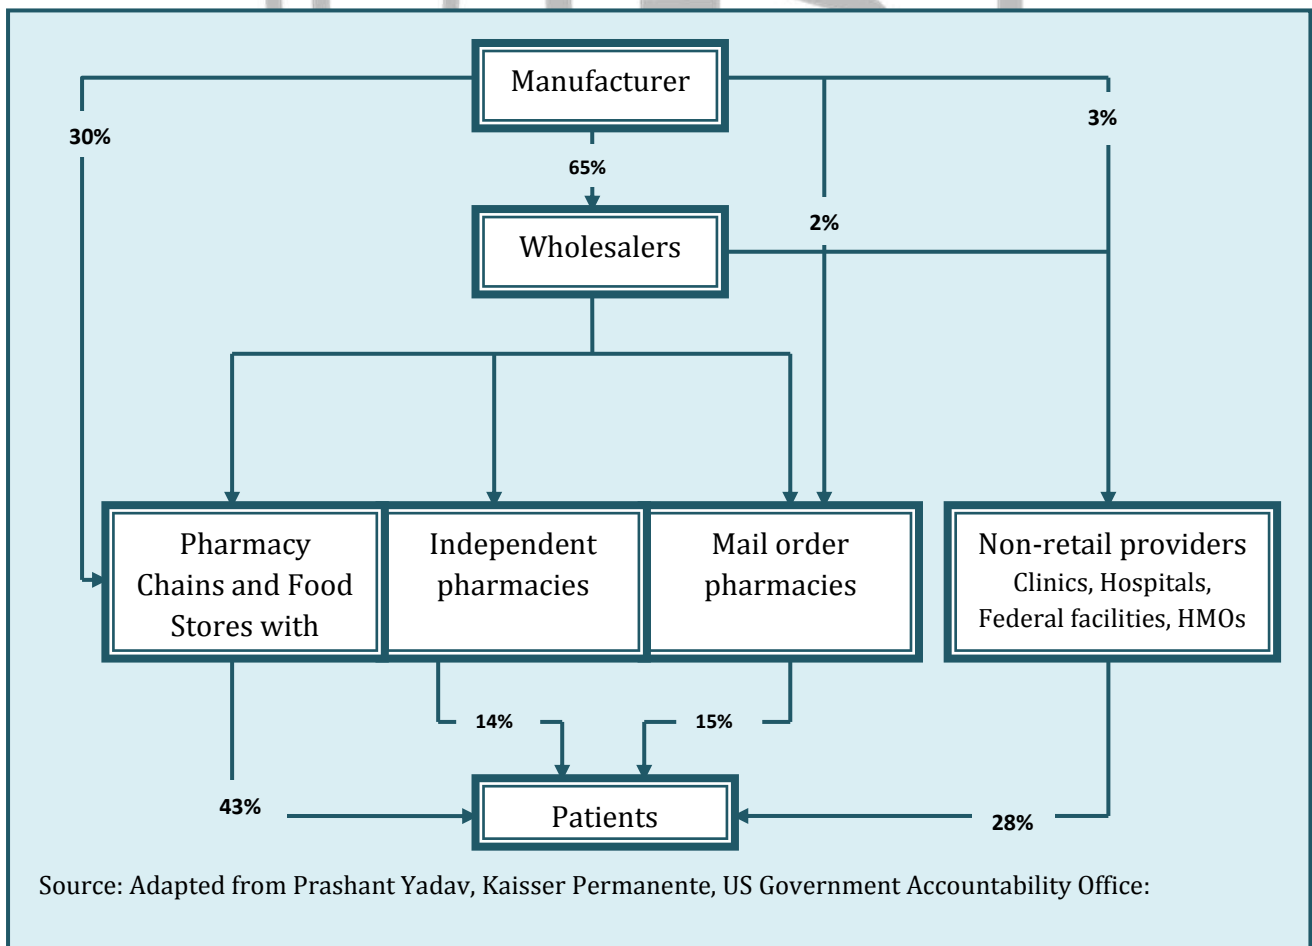 Manufacturer
30%
3%
65%
2%
Wholesalers
Pharmacy
Chains and Food
Stores with
Independent
pharmacies
Mail order
pharmacies
Non-retail providers
Clinics, Hospitals,
Federal facilities, HMOs
14%
15%
43%
Patients
28%
Source: Adapted from Prashant Yadav, Kaisser Permanente, US Government Accountability Office: